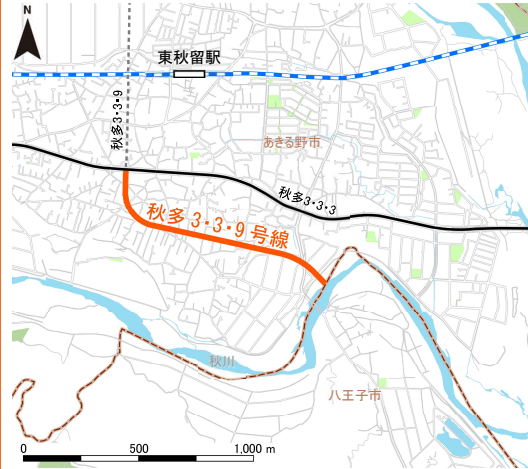 N
東秋留駅
秋多3・3・9
あきる野市
秋多3・3・3
秋多3・3・9号線
秋川
八王子市
0 500 1,000 m